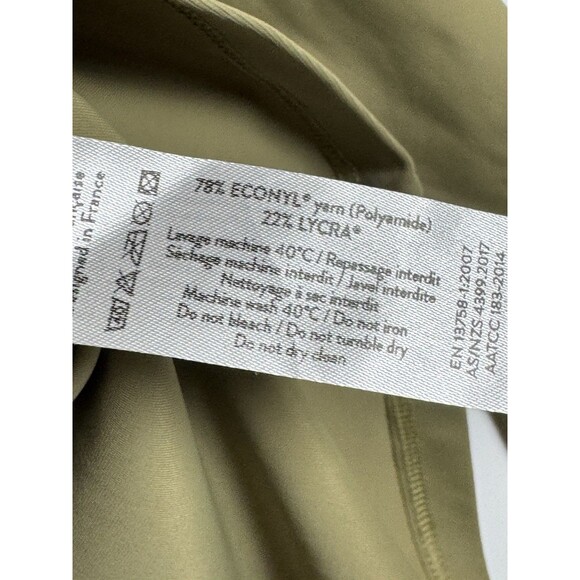 78% ECONYL® yarn (Polyamide)
22% LYCRA®
Lavage machine 40°C / Repassage interdit
Séchage machine interdit / Javel interdite
Nettoyage à sec interdit
Machine wash 40°C / Do not iron
Do not bleach / Do not tumble dry
Do not dry clean
EN 13758-1:2007
AS/NZS 4399:2017
AATCC 183-2014
in France